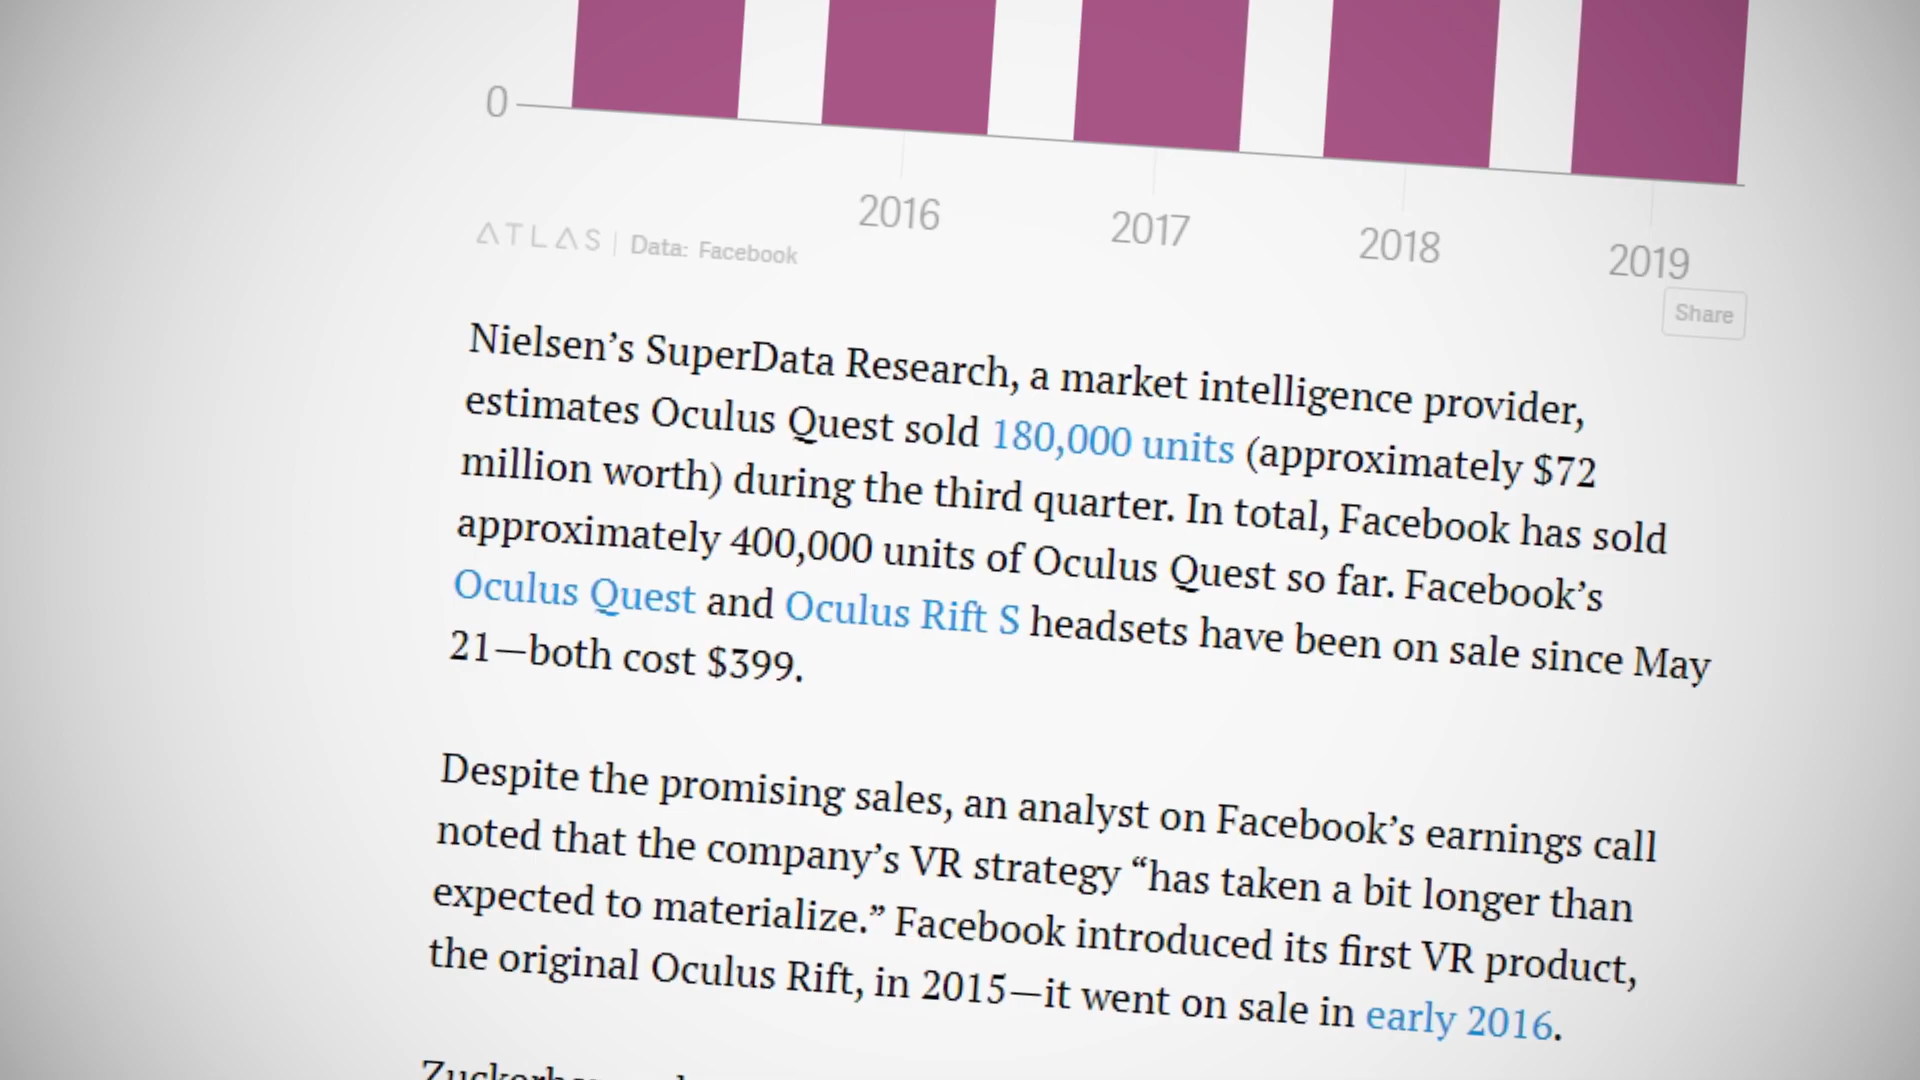 0
2016
2017
2018
2019
ATLAS | Data: Facebook
Share
Nielsen’s SuperData Research, a market intelligence provider,
estimates Oculus Quest sold 180,000 units (approximately $72
million worth) during the third quarter. In total, Facebook has sold
approximately 400,000 units of Oculus Quest so far. Facebook’s
Oculus Quest and Oculus Rift S headsets have been on sale since May
21—both cost $399.
Despite the promising sales, an analyst on Facebook’s earnings call
noted that the company’s VR strategy “has taken a bit longer than
expected to materialize.” Facebook introduced its first VR product,
the original Oculus Rift, in 2015—it went on sale in early 2016.